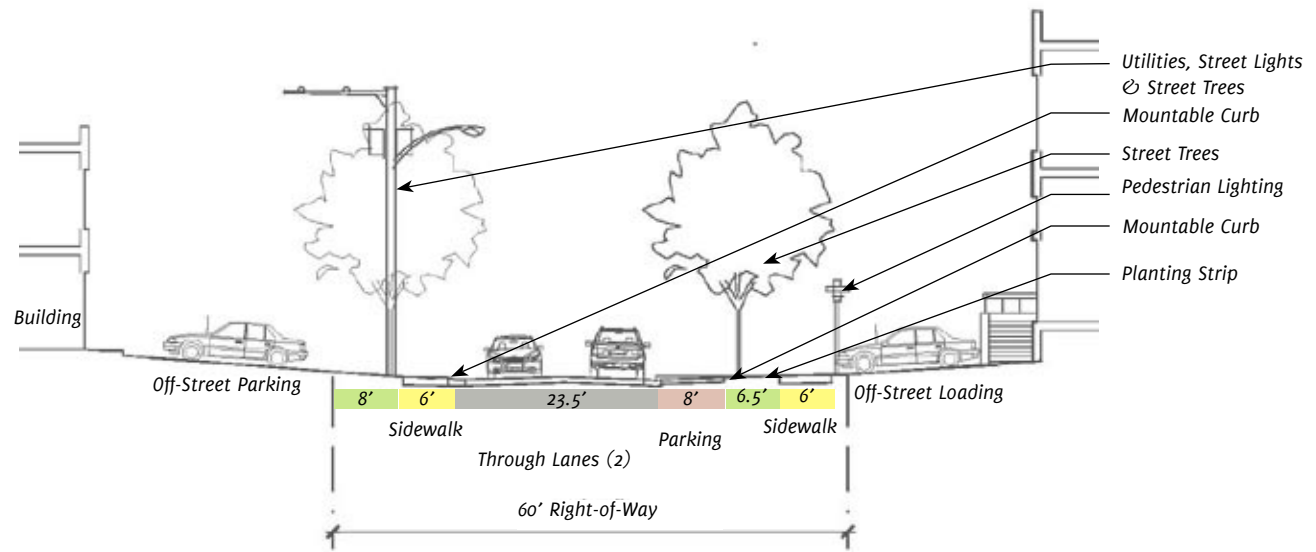 Utilities, Street Lights
& Street Trees
Mountable Curb
Street Trees
Pedestrian Lighting
Mountable Curb
Planting Strip
Building
Off-Street Parking
Off-Street Loading
8’ 6’ 23.5’ 8’ 6.5’ 6’
Sidewalk
Parking
Sidewalk
Through Lanes (2)
60’ Right-of-Way